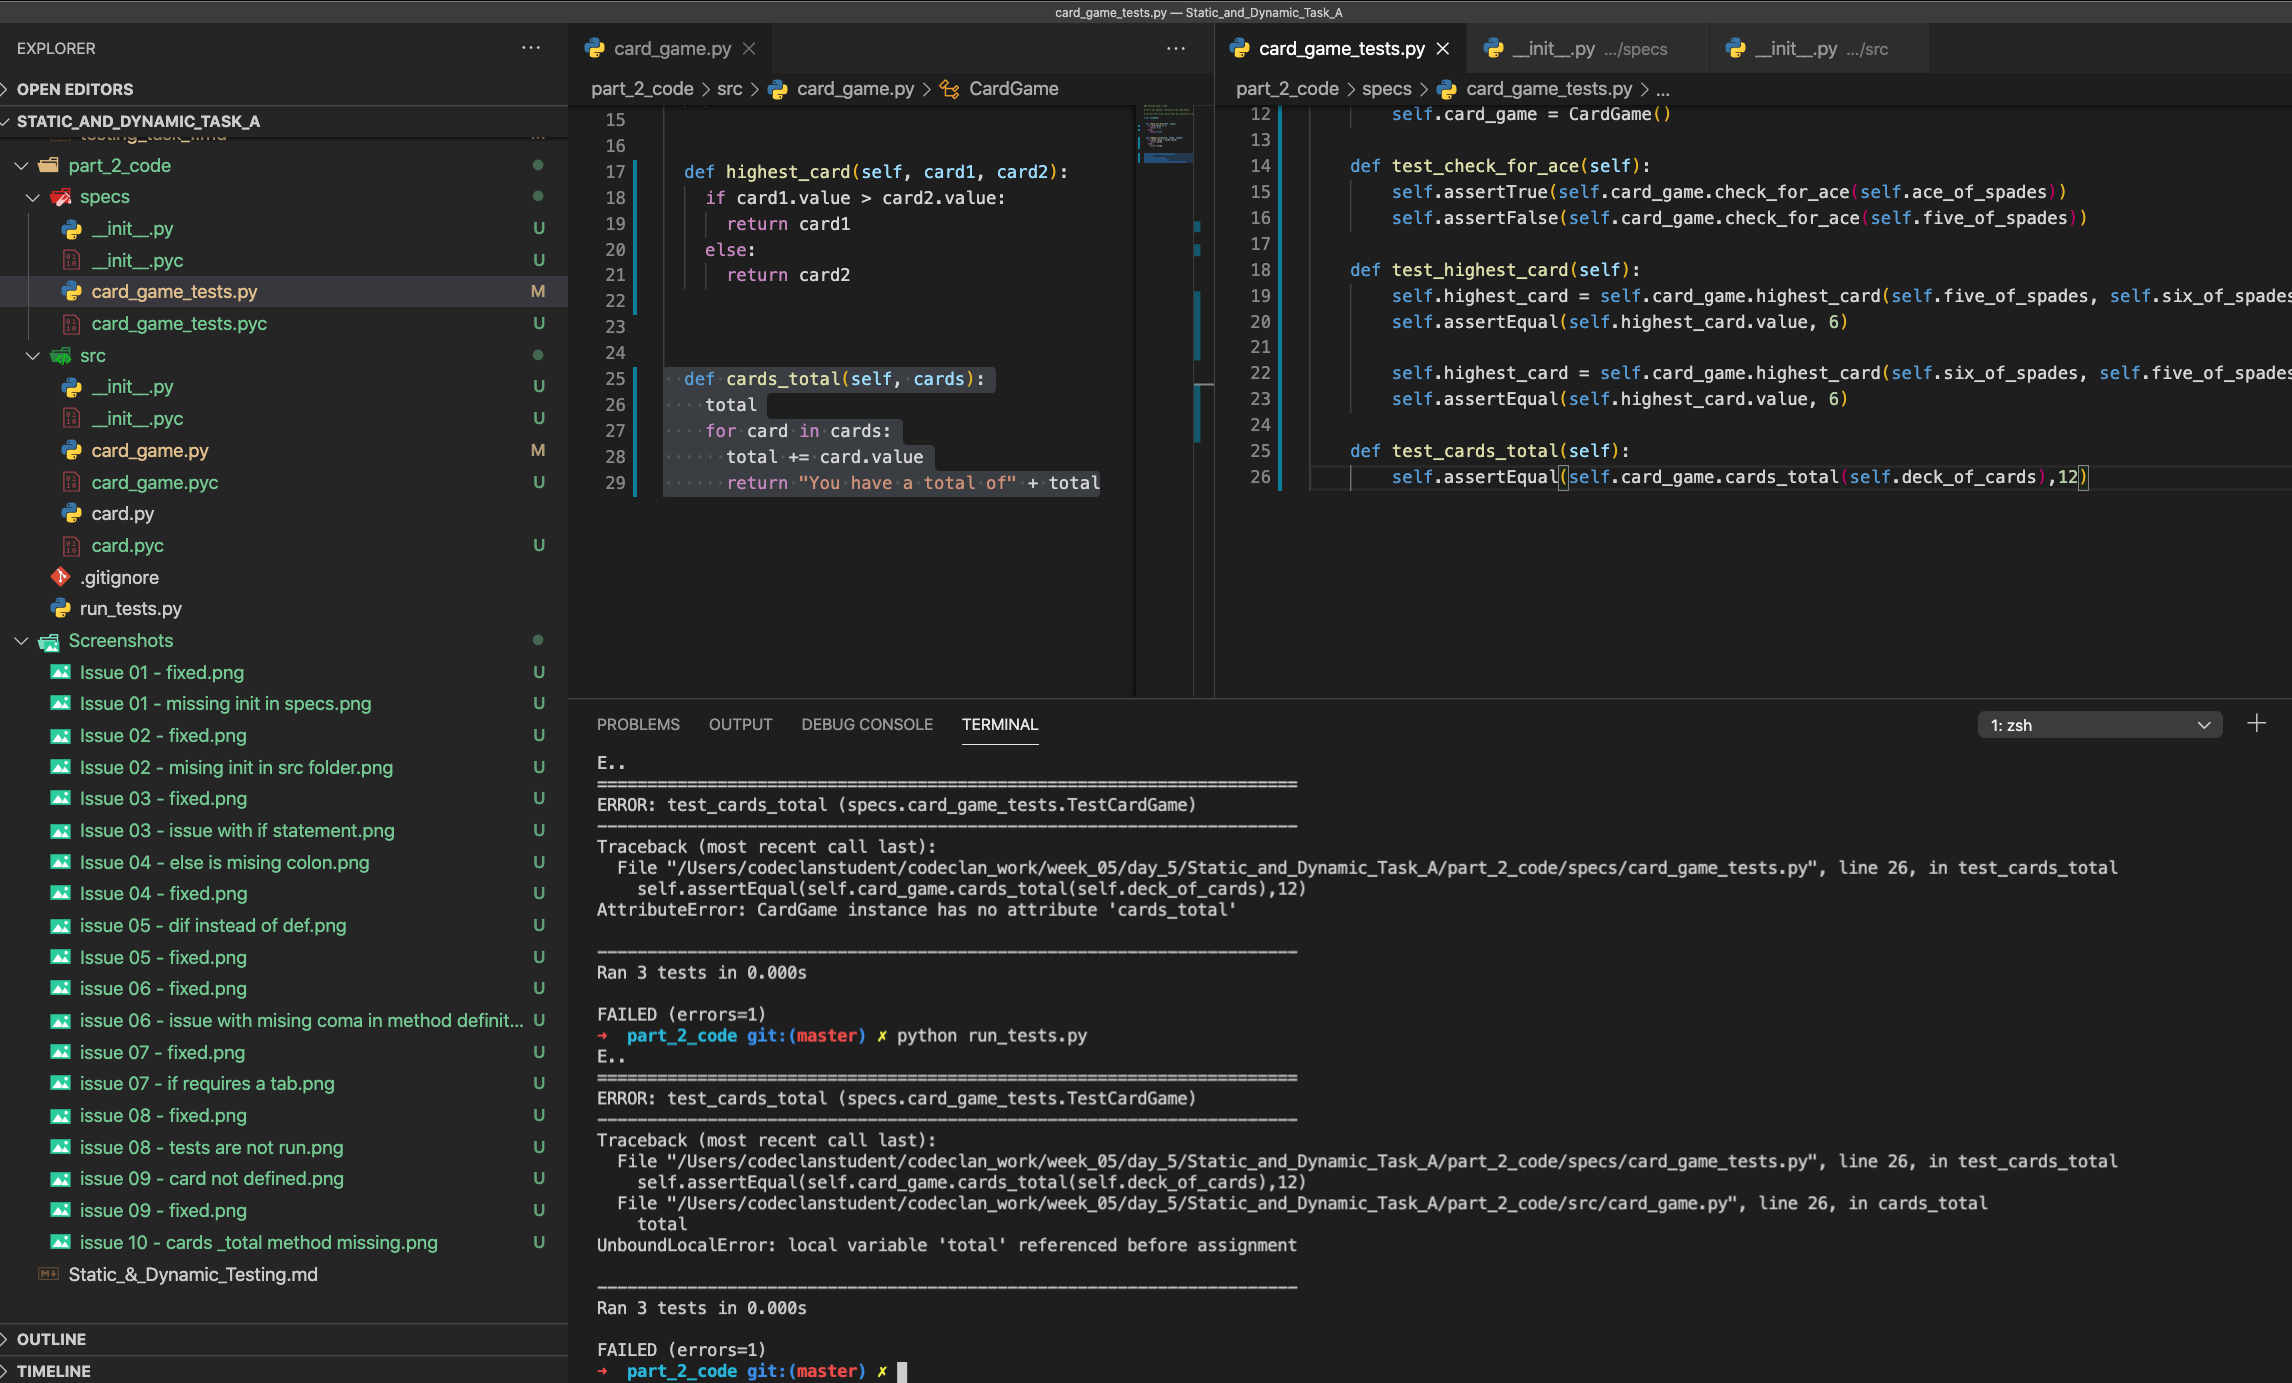 card_game_tests.py — Static_and_Dynamic_Task_A
EXPLORER
OPEN EDITORS
STATIC_AND_DYNAMIC_TASK_A
part_2_code
specs
__init__.py U
__init__.pyc U
card_game_tests.py M
card_game_tests.pyc U
src
__init__.py U
__init__.pyc U
card_game.py M
card_game.pyc U
card.py
card.pyc U
.gitignore
run_tests.py
Screenshots
Issue 01 - fixed.png U
Issue 01 - missing init in specs.png U
Issue 02 - fixed.png U
Issue 02 - mising init in src folder.png U
Issue 03 - fixed.png U
Issue 03 - issue with if statement.png U
Issue 04 - else is mising colon.png U
Issue 04 - fixed.png U
issue 05 - dif instead of def.png U
Issue 05 - fixed.png U
issue 06 - fixed.png U
issue 06 - issue with mising coma in method definit... U
issue 07 - fixed.png U
issue 07 - if requires a tab.png U
issue 08 - fixed.png U
issue 08 - tests are not run.png U
issue 09 - card not defined.png U
issue 09 - fixed.png U
issue 10 - cards _total method missing.png U
Static_&_Dynamic_Testing.md
OUTLINE
TIMELINE
card_game.py
part_2_code > src > card_game.py > CardGame
15
16
17 def highest_card(self, card1, card2):
18 if card1.value > card2.value:
19 return card1
20 else:
21 return card2
22
23
24
25 def cards_total(self, cards):
26 total
27 for card in cards:
28 total += card.value
29 return "You have a total of" + total
card_game_tests.py
__init__.py .../specs
__init__.py .../src
part_2_code > specs > card_game_tests.py > ...
12 self.card_game = CardGame()
13
14 def test_check_for_ace(self):
15 self.assertTrue(self.card_game.check_for_ace(self.ace_of_spades))
16 self.assertFalse(self.card_game.check_for_ace(self.five_of_spades))
17
18 def test_highest_card(self):
19 self.highest_card = self.card_game.highest_card(self.five_of_spades, self.six_of_spades
20 self.assertEqual(self.highest_card.value, 6)
21
22 self.highest_card = self.card_game.highest_card(self.six_of_spades, self.five_of_spades
23 self.assertEqual(self.highest_card.value, 6)
24
25 def test_cards_total(self):
26 self.assertEqual(self.card_game.cards_total(self.deck_of_cards),12)
PROBLEMS OUTPUT DEBUG CONSOLE TERMINAL
1: zsh
E..
======================================================================
ERROR: test_cards_total (specs.card_game_tests.TestCardGame)
----------------------------------------------------------------------
Traceback (most recent call last):
File "/Users/codeclanstudent/codeclan_work/week_05/day_5/Static_and_Dynamic_Task_A/part_2_code/specs/card_game_tests.py", line 26, in test_cards_total
self.assertEqual(self.card_game.cards_total(self.deck_of_cards),12)
AttributeError: CardGame instance has no attribute 'cards_total'
----------------------------------------------------------------------
Ran 3 tests in 0.000s
FAILED (errors=1)
→ part_2_code git:(master) ✗ python run_tests.py
E..
======================================================================
ERROR: test_cards_total (specs.card_game_tests.TestCardGame)
----------------------------------------------------------------------
Traceback (most recent call last):
File "/Users/codeclanstudent/codeclan_work/week_05/day_5/Static_and_Dynamic_Task_A/part_2_code/specs/card_game_tests.py", line 26, in test_cards_total
self.assertEqual(self.card_game.cards_total(self.deck_of_cards),12)
File "/Users/codeclanstudent/codeclan_work/week_05/day_5/Static_and_Dynamic_Task_A/part_2_code/src/card_game.py", line 26, in cards_total
total
UnboundLocalError: local variable 'total' referenced before assignment
----------------------------------------------------------------------
Ran 3 tests in 0.000s
FAILED (errors=1)
→ part_2_code git:(master) ✗